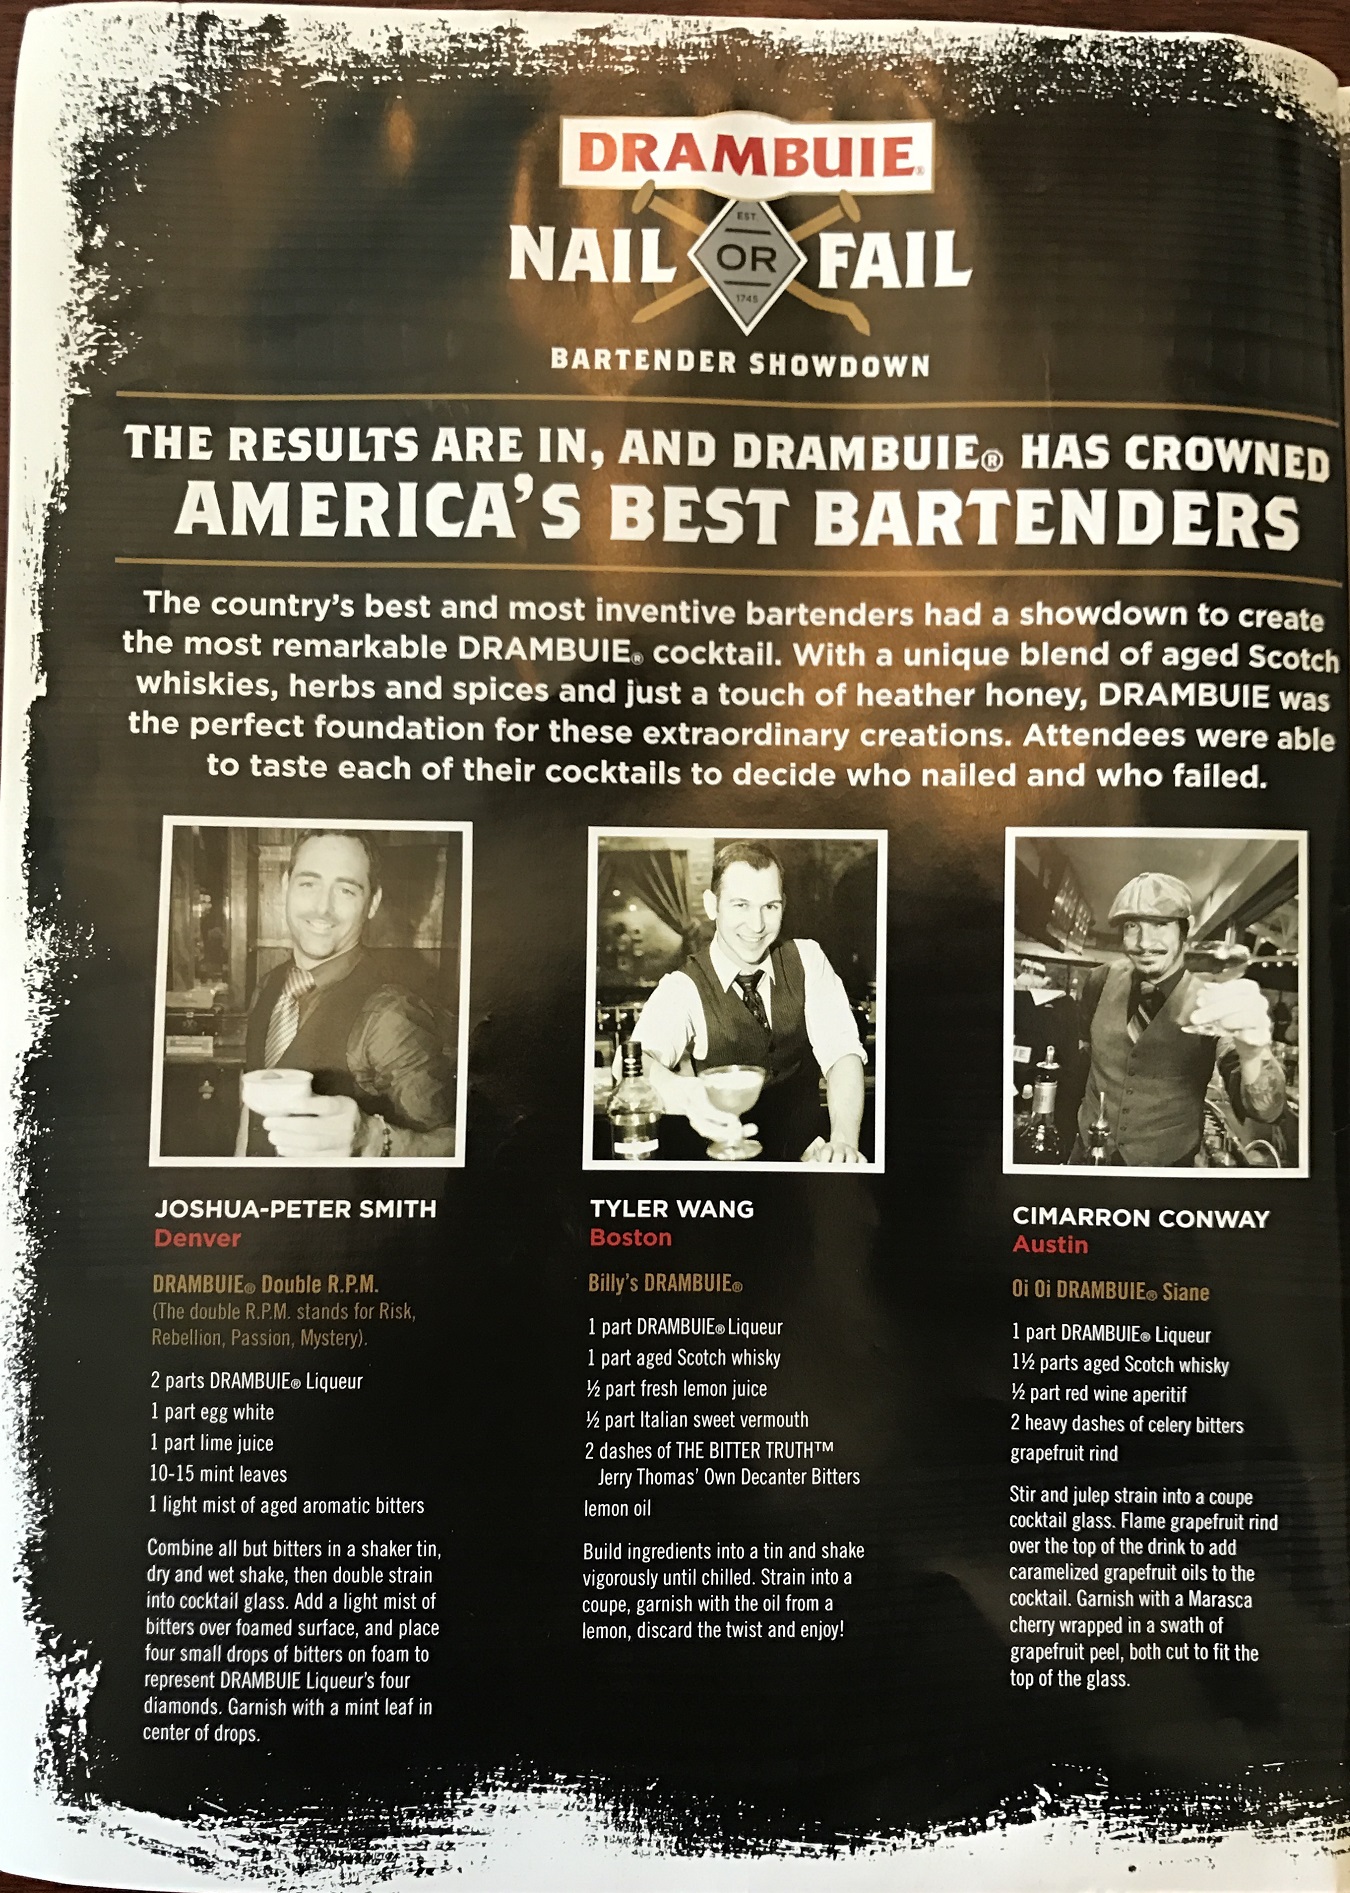 DRAMBUIE®
EST.
NAIL OR FAIL
1745
BARTENDER SHOWDOWN
THE RESULTS ARE IN, AND DRAMBUIE® HAS CROWNED
AMERICA'S BEST BARTENDERS
The country's best and most inventive bartenders had a showdown to create
the most remarkable DRAMBUIE® cocktail. With a unique blend of aged Scotch
whiskies, herbs and spices and just a touch of heather honey, DRAMBUIE was
the perfect foundation for these extraordinary creations. Attendees were able
to taste each of their cocktails to decide who nailed and who failed.
JOSHUA-PETER SMITH
Denver
DRAMBUIE® Double R.P.M.
(The double R.P.M. stands for Risk,
Rebellion, Passion, Mystery).
2 parts DRAMBUIE® Liqueur
1 part egg white
1 part lime juice
10-15 mint leaves
1 light mist of aged aromatic bitters
Combine all but bitters in a shaker tin,
dry and wet shake, then double strain
into cocktail glass. Add a light mist of
bitters over foamed surface, and place
four small drops of bitters on foam to
represent DRAMBUIE Liqueur's four
diamonds. Garnish with a mint leaf in
center of drops.
TYLER WANG
Boston
Billy's DRAMBUIE®
1 part DRAMBUIE® Liqueur
1 part aged Scotch whisky
½ part fresh lemon juice
½ part Italian sweet vermouth
2 dashes of THE BITTER TRUTH™
Jerry Thomas' Own Decanter Bitters
lemon oil
Build ingredients into a tin and shake
vigorously until chilled. Strain into a
coupe, garnish with the oil from a
lemon, discard the twist and enjoy!
CIMARRON CONWAY
Austin
Oi Oi DRAMBUIE® Siane
1 part DRAMBUIE® Liqueur
1½ parts aged Scotch whisky
½ part red wine aperitif
2 heavy dashes of celery bitters
grapefruit rind
Stir and julep strain into a coupe
cocktail glass. Flame grapefruit rind
over the top of the drink to add
caramelized grapefruit oils to the
cocktail. Garnish with a Marasca
cherry wrapped in a swath of
grapefruit peel, both cut to fit the
top of the glass.